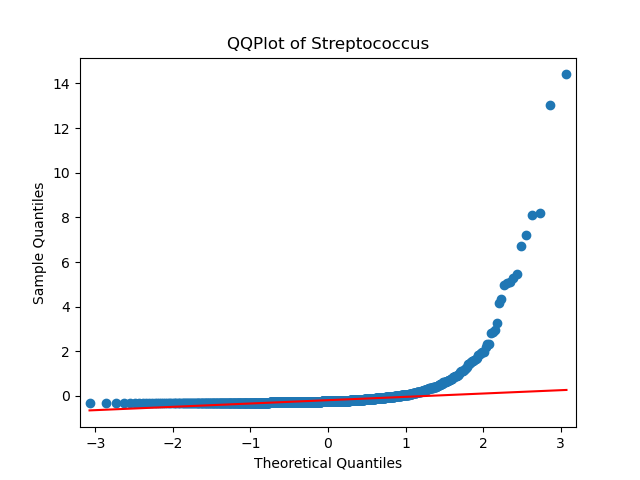 QQPlot of Streptococcus
14
12
10
8
6
4
2
0
Sample Quantiles
−3 −2 −1 0 1 2 3
Theoretical Quantiles